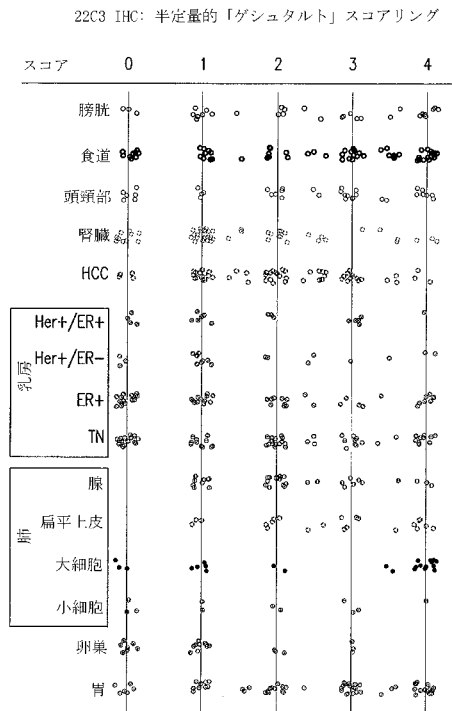 22C3 IHC: 半定量的「ゲシュタルト」スコアリング
スコア 0 1 2 3 4
膀胱
食道
頭頸部
腎臓
HCC
乳房
Her+/ER+
Her+/ER-
ER+
TN
肺
腺
扁平上皮
大細胞
小細胞
卵巣
胃